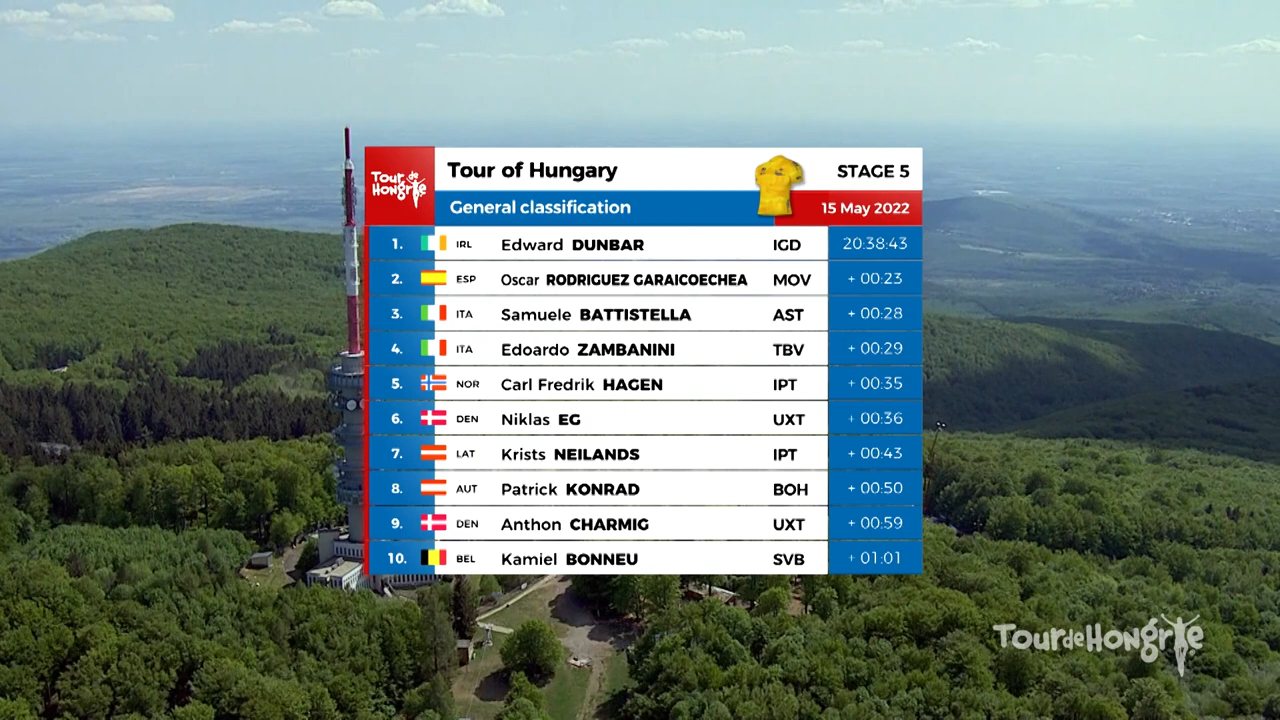 Tour de Hongrie
Tour of Hungary
STAGE 5
General classification
15 May 2022
1. IRL Edward DUNBAR IGD 20:38:43
2. ESP Oscar RODRIGUEZ GARAICOECHEA MOV + 00:23
3. ITA Samuele BATTISTELLA AST + 00:28
4. ITA Edoardo ZAMBANINI TBV + 00:29
5. NOR Carl Fredrik HAGEN IPT + 00:35
6. DEN Niklas EG UXT + 00:36
7. LAT Krists NEILANDS IPT + 00:43
8. AUT Patrick KONRAD BOH + 00:50
9. DEN Anthon CHARMIG UXT + 00:59
10. BEL Kamiel BONNEU SVB + 01:01
Tour de Hongrie